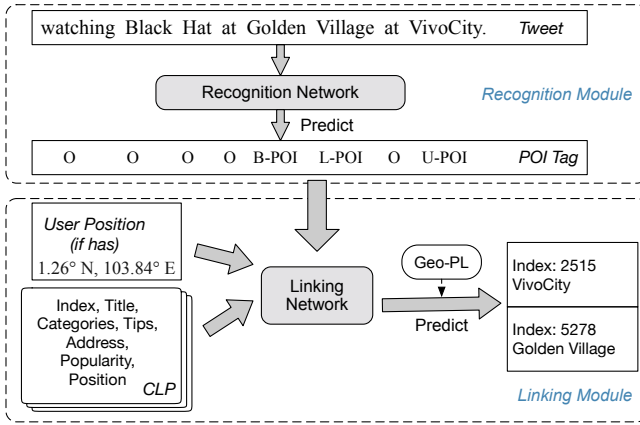 watching Black Hat at Golden Village at VivoCity. Tweet
Recognition Network
Recognition Module
Predict
O O O O B-POI L-POI O U-POI POI Tag
User Position
(if has)
1.26° N, 103.84° E
Index, Title,
Categories, Tips,
Address,
Popularity,
Position
CLP
Linking
Network
Geo-PL
Predict
Index: 2515
VivoCity
Index: 5278
Golden Village
Linking Module